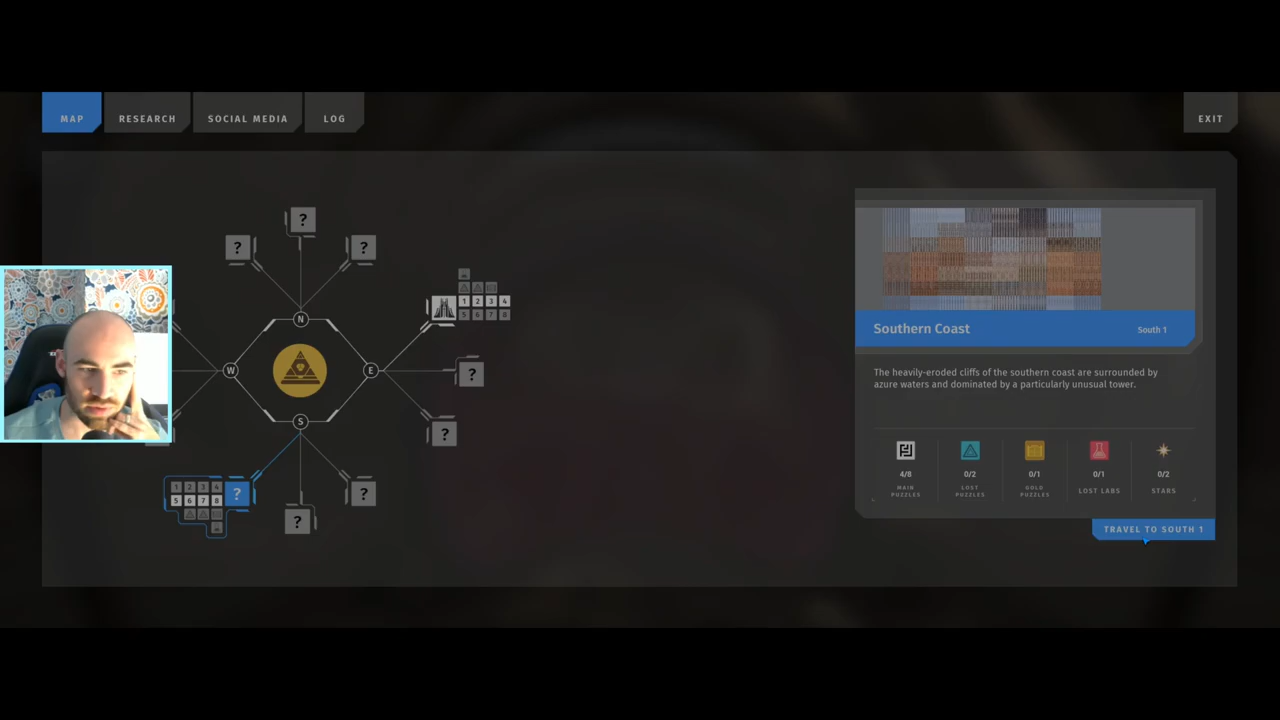 MAP
RESEARCH
SOCIAL MEDIA
LOG
EXIT
?
?
?
N
1 2 3 4
5 6 7 8
W
E
?
?
S
1 2 3 4
5 6 7 8
?
?
?
Southern Coast
South 1
The heavily-eroded cliffs of the southern coast are surrounded by
azure waters and dominated by a particularly unusual tower.
4/8
MAIN
PUZZLES
0/2
LOST
PUZZLES
0/1
GOLD
PUZZLES
0/1
LOST LABS
0/2
STARS
TRAVEL TO SOUTH 1